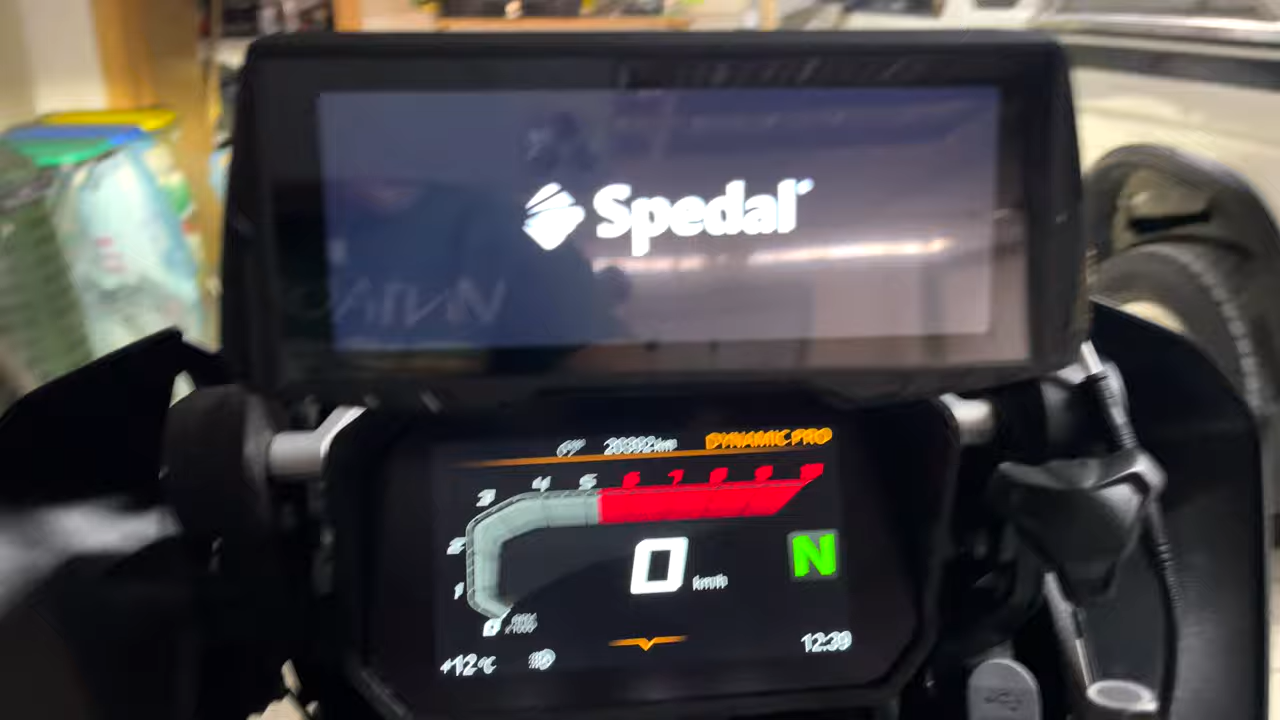 Spedal
DYNAMIC PRO
3 4 5 6 7 8 9
2
1
0
0 km/h
N
+12°C
12:39